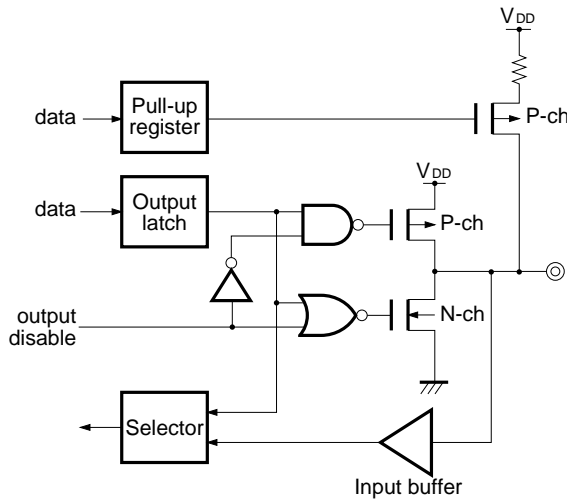 VDD
data
Pull-up
register
P-ch
data
Output
latch
VDD
P-ch
output
disable
N-ch
Selector
Input buffer